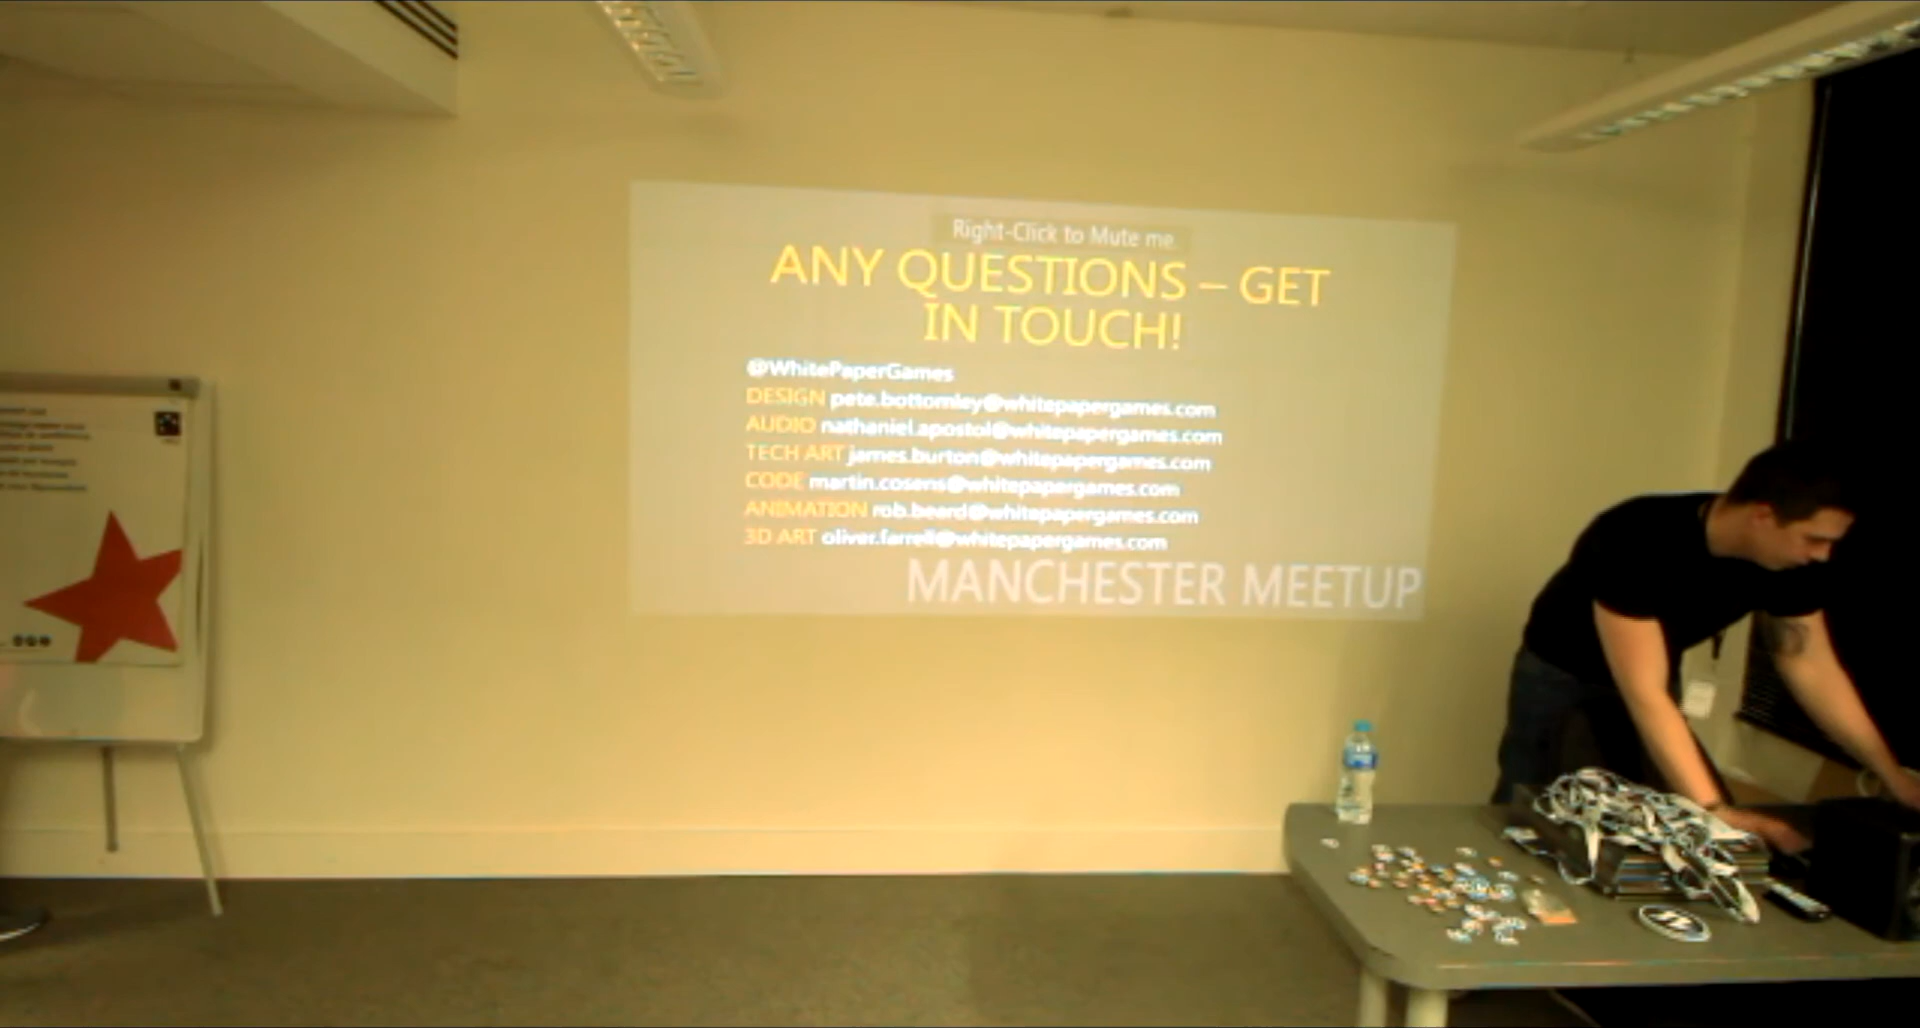 Right-Click to Mute me.
ANY QUESTIONS – GET
IN TOUCH!
@WhitePaperGames
DESIGN pete.bottomley@whitepapergames.com
AUDIO nathaniel.apostol@whitepapergames.com
TECH ART james.burton@whitepapergames.com
CODE martin.cosens@whitepapergames.com
ANIMATION rob.beard@whitepapergames.com
3D ART oliver.farrell@whitepapergames.com
MANCHESTER MEETUP